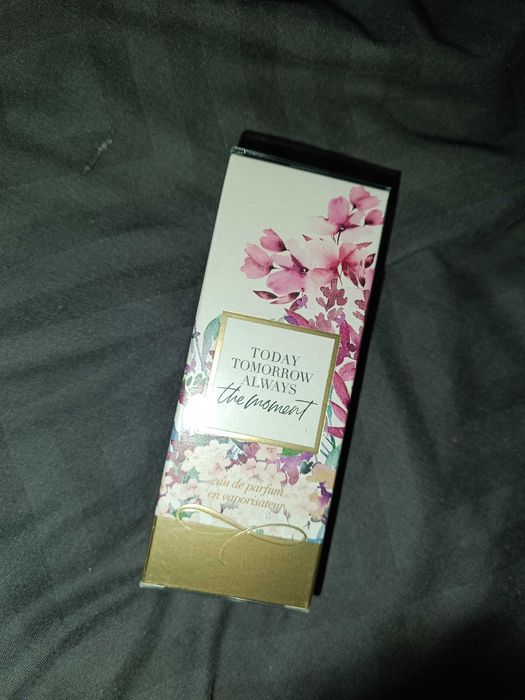 TODAY
TOMORROW
ALWAYS
the moment
eau de parfum
en vaporisateur